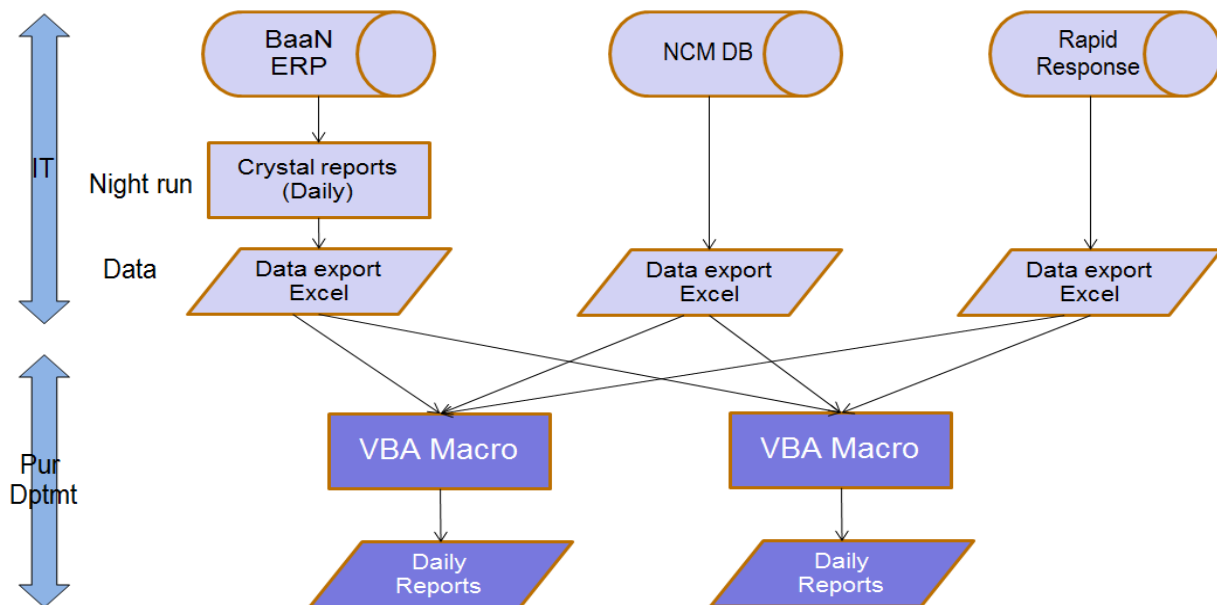 BaaN
ERP
NCM DB
Rapid
Response
IT
Night run
Crystal reports
(Daily)
Data
Data export
Excel
Data export
Excel
Data export
Excel
Pur
Dptmt
VBA Macro
VBA Macro
Daily
Reports
Daily
Reports